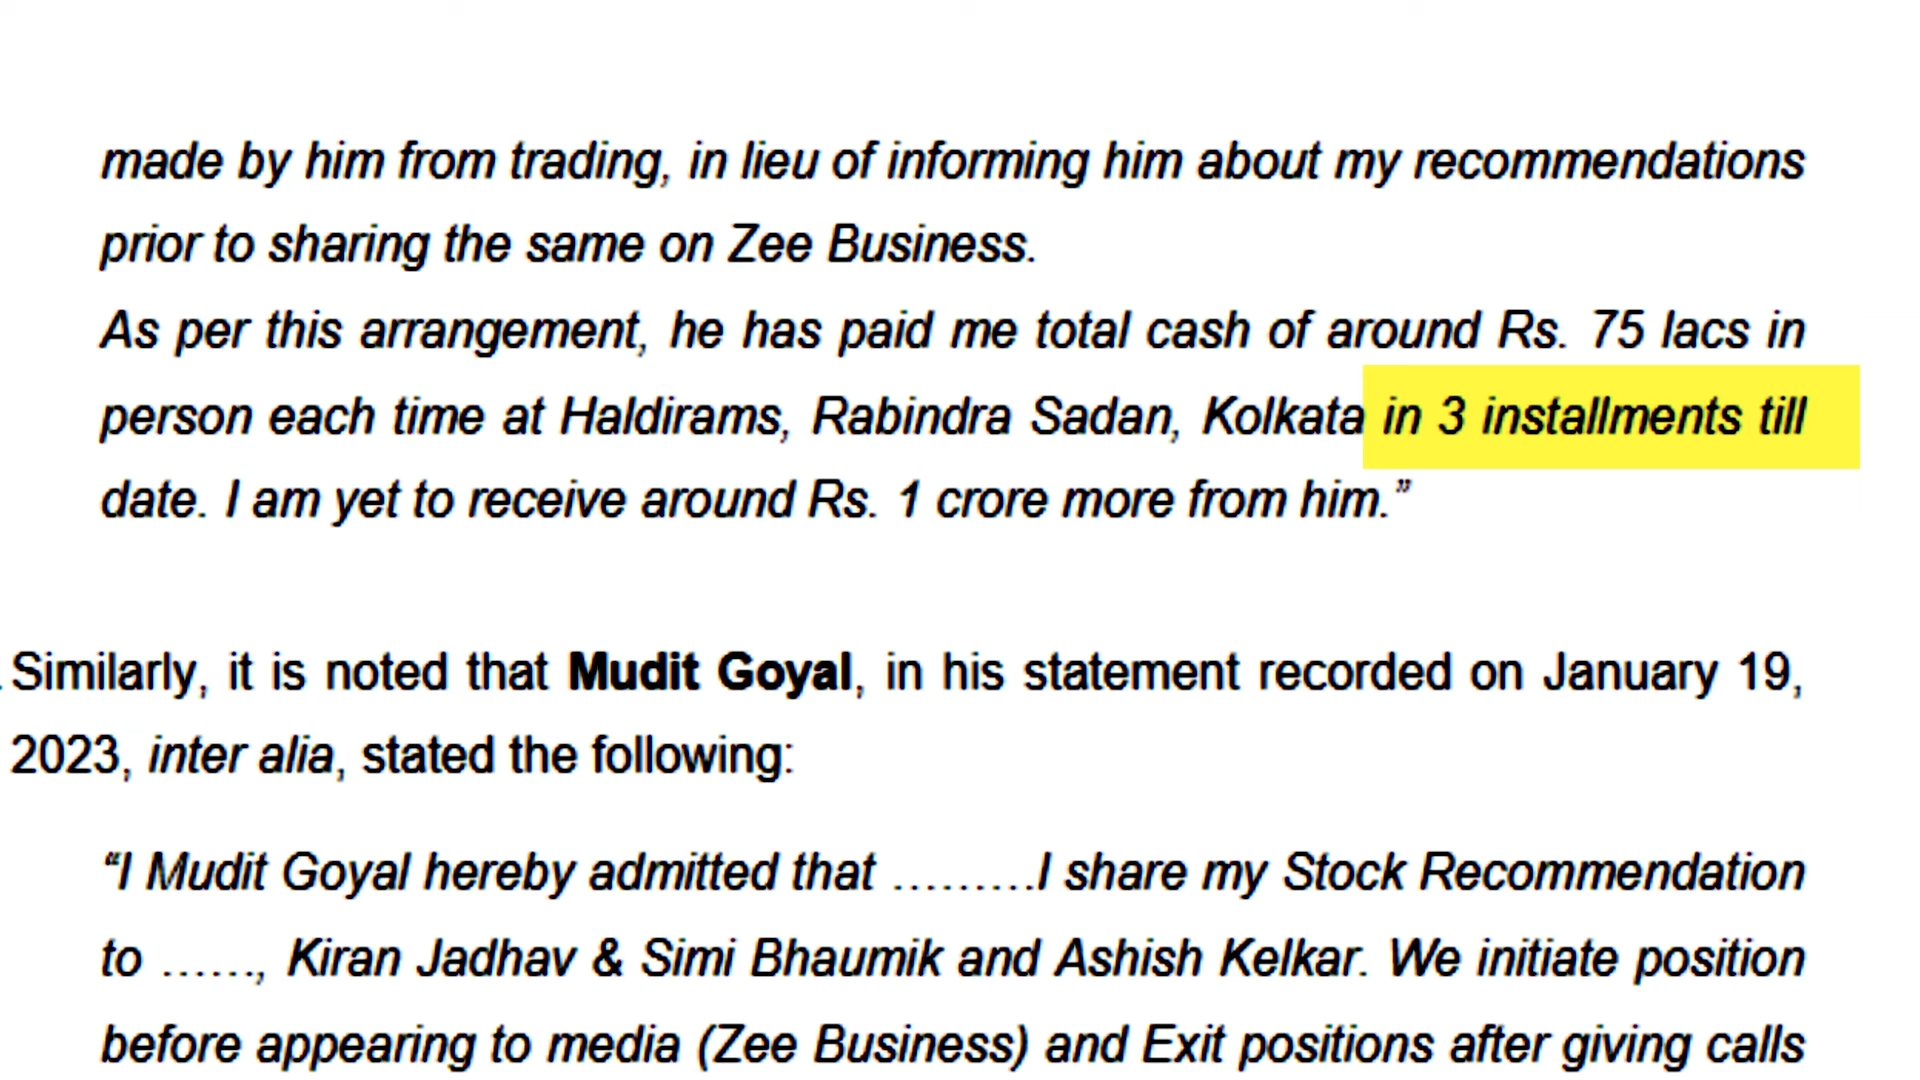 made by him from trading, in lieu of informing him about my recommendations
prior to sharing the same on Zee Business.
As per this arrangement, he has paid me total cash of around Rs. 75 lacs in
person each time at Haldirams, Rabindra Sadan, Kolkata in 3 installments till
date. I am yet to receive around Rs. 1 crore more from him.”
. Similarly, it is noted that Mudit Goyal, in his statement recorded on January 19,
2023, inter alia, stated the following:
“I Mudit Goyal hereby admitted that ………I share my Stock Recommendation
to ……, Kiran Jadhav & Simi Bhaumik and Ashish Kelkar. We initiate position
before appearing to media (Zee Business) and Exit positions after giving calls